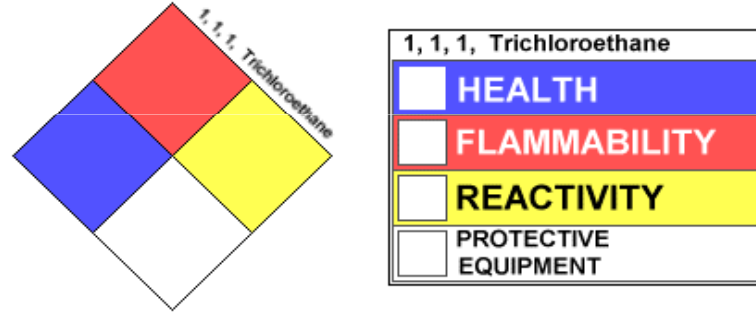 1, 1, 1, Trichloroethane
1, 1, 1, Trichloroethane
HEALTH
FLAMMABILITY
REACTIVITY
PROTECTIVE
EQUIPMENT